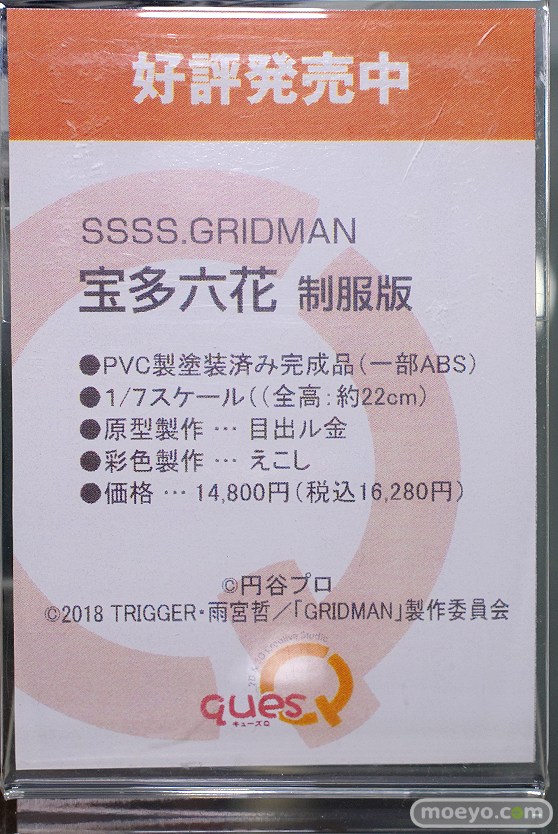 好評発売中
SSSS.GRIDMAN
宝多六花 制服版
●PVC製塗装済み完成品(一部ABS)
●1/7スケール((全高:約22cm)
●原型製作 … 目出ル金
●彩色製作 … えこし
●価格 … 14,800円(税込16,280円)
©円谷プロ
©2018 TRIGGER・雨宮哲／「GRIDMAN」製作委員会
2D & 3D Creative Studio
quesQ
キューズQ
moeyo.com